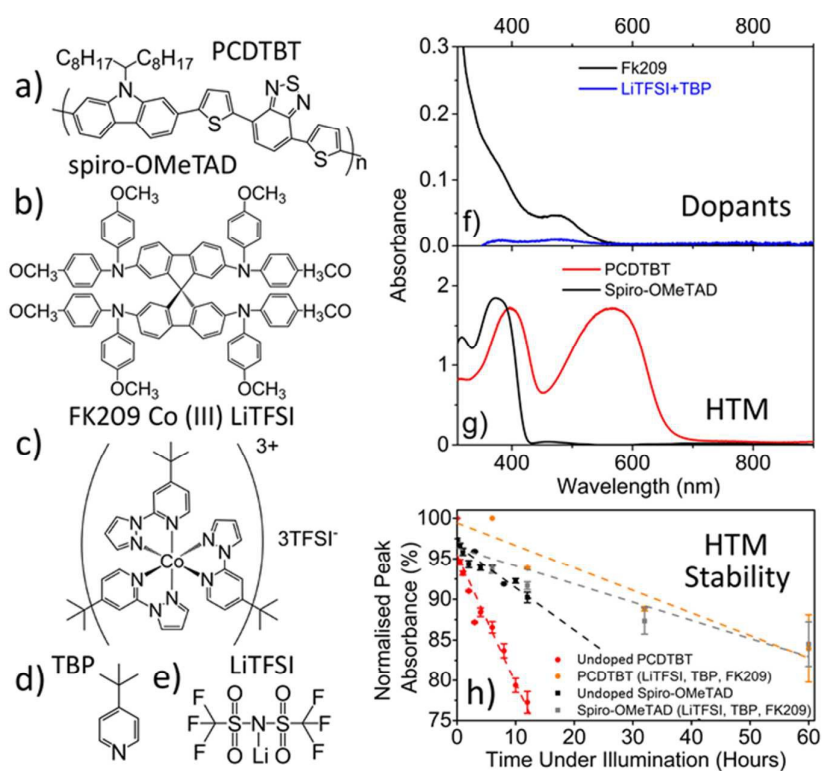 a)
PCDTBT
C8H17
C8H17
N
N
S
N
S
S
n
spiro-OMeTAD
b)
OCH3
OCH3
OCH3
H3CO
N
N
OCH3
H3CO
N
N
OCH3
OCH3
FK209 Co (III) LiTFSI
c)
3+
N
N
N
N
N
Co
N
N
N
N
3TFSI-
d)
TBP
N
e)
LiTFSI
F
O
O
F
F
S
N
S
F
F
O
Li
O
F
400
600
800
0.3
0.2
0.1
0.0
Fk209
LiTFSI+TBP
f)
Dopants
Absorbance
2
1
0
PCDTBT
Spiro-OMeTAD
g)
HTM
400
600
800
Wavelength (nm)
Normalised Peak
Absorbance (%)
100
95
90
85
80
75
HTM
Stability
h)
Undoped PCDTBT
PCDTBT (LiTFSI, TBP, FK209)
Undoped Spiro-OMeTAD
Spiro-OMeTAD (LiTFSI, TBP, FK209)
0
10
20
30
40
50
60
Time Under Illumination (Hours)